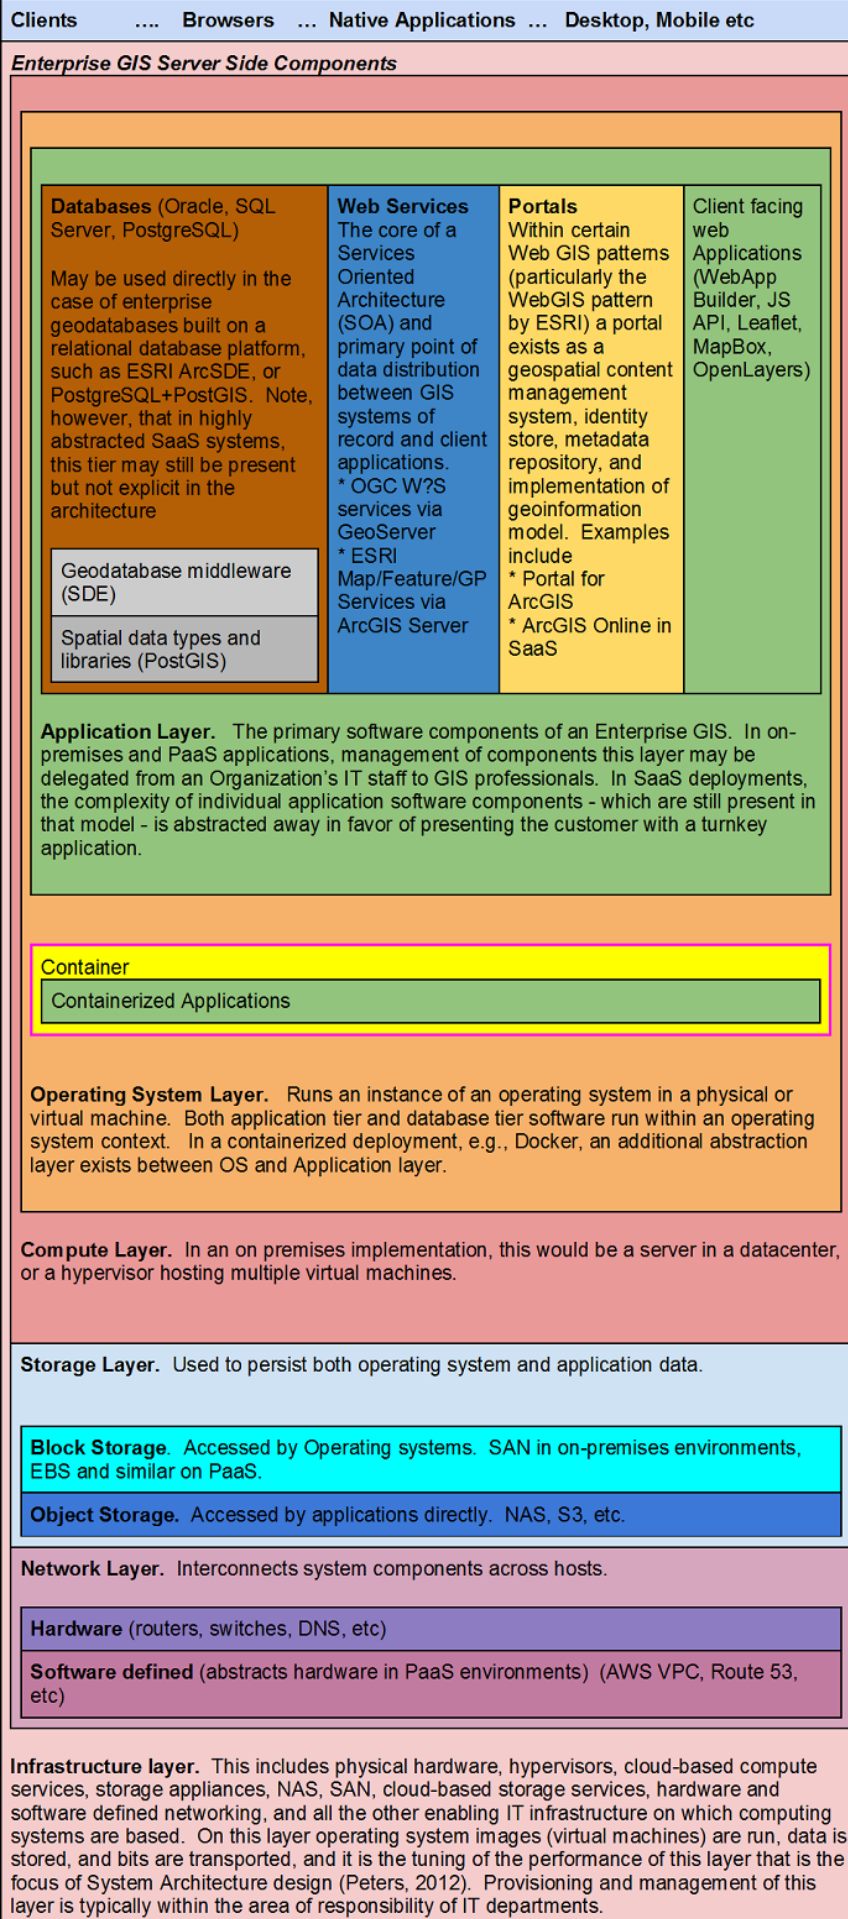 Clients .... Browsers ... Native Applications ... Desktop, Mobile etc
Enterprise GIS Server Side Components
Databases (Oracle, SQL
Server, PostgreSQL)
May be used directly in the
case of enterprise
geodatabases built on a
relational database platform,
such as ESRI ArcSDE, or
PostgreSQL+PostGIS. Note,
however, that in highly
abstracted SaaS systems,
this tier may still be present
but not explicit in the
architecture
Geodatabase middleware
(SDE)
Spatial data types and
libraries (PostGIS)
Web Services
The core of a
Services
Oriented
Architecture
(SOA) and
primary point of
data distribution
between GIS
systems of
record and client
applications.
* OGC W?S
services via
GeoServer
* ESRI
Map/Feature/GP
Services via
ArcGIS Server
Portals
Within certain
Web GIS patterns
(particularly the
WebGIS pattern
by ESRI) a portal
exists as a
geospatial content
management
system, identity
store, metadata
repository, and
implementation of
geoinformation
model. Examples
include
* Portal for
ArcGIS
* ArcGIS Online in
SaaS
Client facing
web
Applications
(WebApp
Builder, JS
API, Leaflet,
MapBox,
OpenLayers)
Application Layer. The primary software components of an Enterprise GIS. In on-
premises and PaaS applications, management of components this layer may be
delegated from an Organization's IT staff to GIS professionals. In SaaS deployments,
the complexity of individual application software components - which are still present in
that model - is abstracted away in favor of presenting the customer with a turnkey
application.
Container
Containerized Applications
Operating System Layer. Runs an instance of an operating system in a physical or
virtual machine. Both application tier and database tier software run within an operating
system context. In a containerized deployment, e.g., Docker, an additional abstraction
layer exists between OS and Application layer.
Compute Layer. In an on premises implementation, this would be a server in a datacenter,
or a hypervisor hosting multiple virtual machines.
Storage Layer. Used to persist both operating system and application data.
Block Storage. Accessed by Operating systems. SAN in on-premises environments,
EBS and similar on PaaS.
Object Storage. Accessed by applications directly. NAS, S3, etc.
Network Layer. Interconnects system components across hosts.
Hardware (routers, switches, DNS, etc)
Software defined (abstracts hardware in PaaS environments) (AWS VPC, Route 53,
etc)
Infrastructure layer. This includes physical hardware, hypervisors, cloud-based compute
services, storage appliances, NAS, SAN, cloud-based storage services, hardware and
software defined networking, and all the other enabling IT infrastructure on which computing
systems are based. On this layer operating system images (virtual machines) are run, data is
stored, and bits are transported, and it is the tuning of the performance of this layer that is the
focus of System Architecture design (Peters, 2012). Provisioning and management of this
layer is typically within the area of responsibility of IT departments.